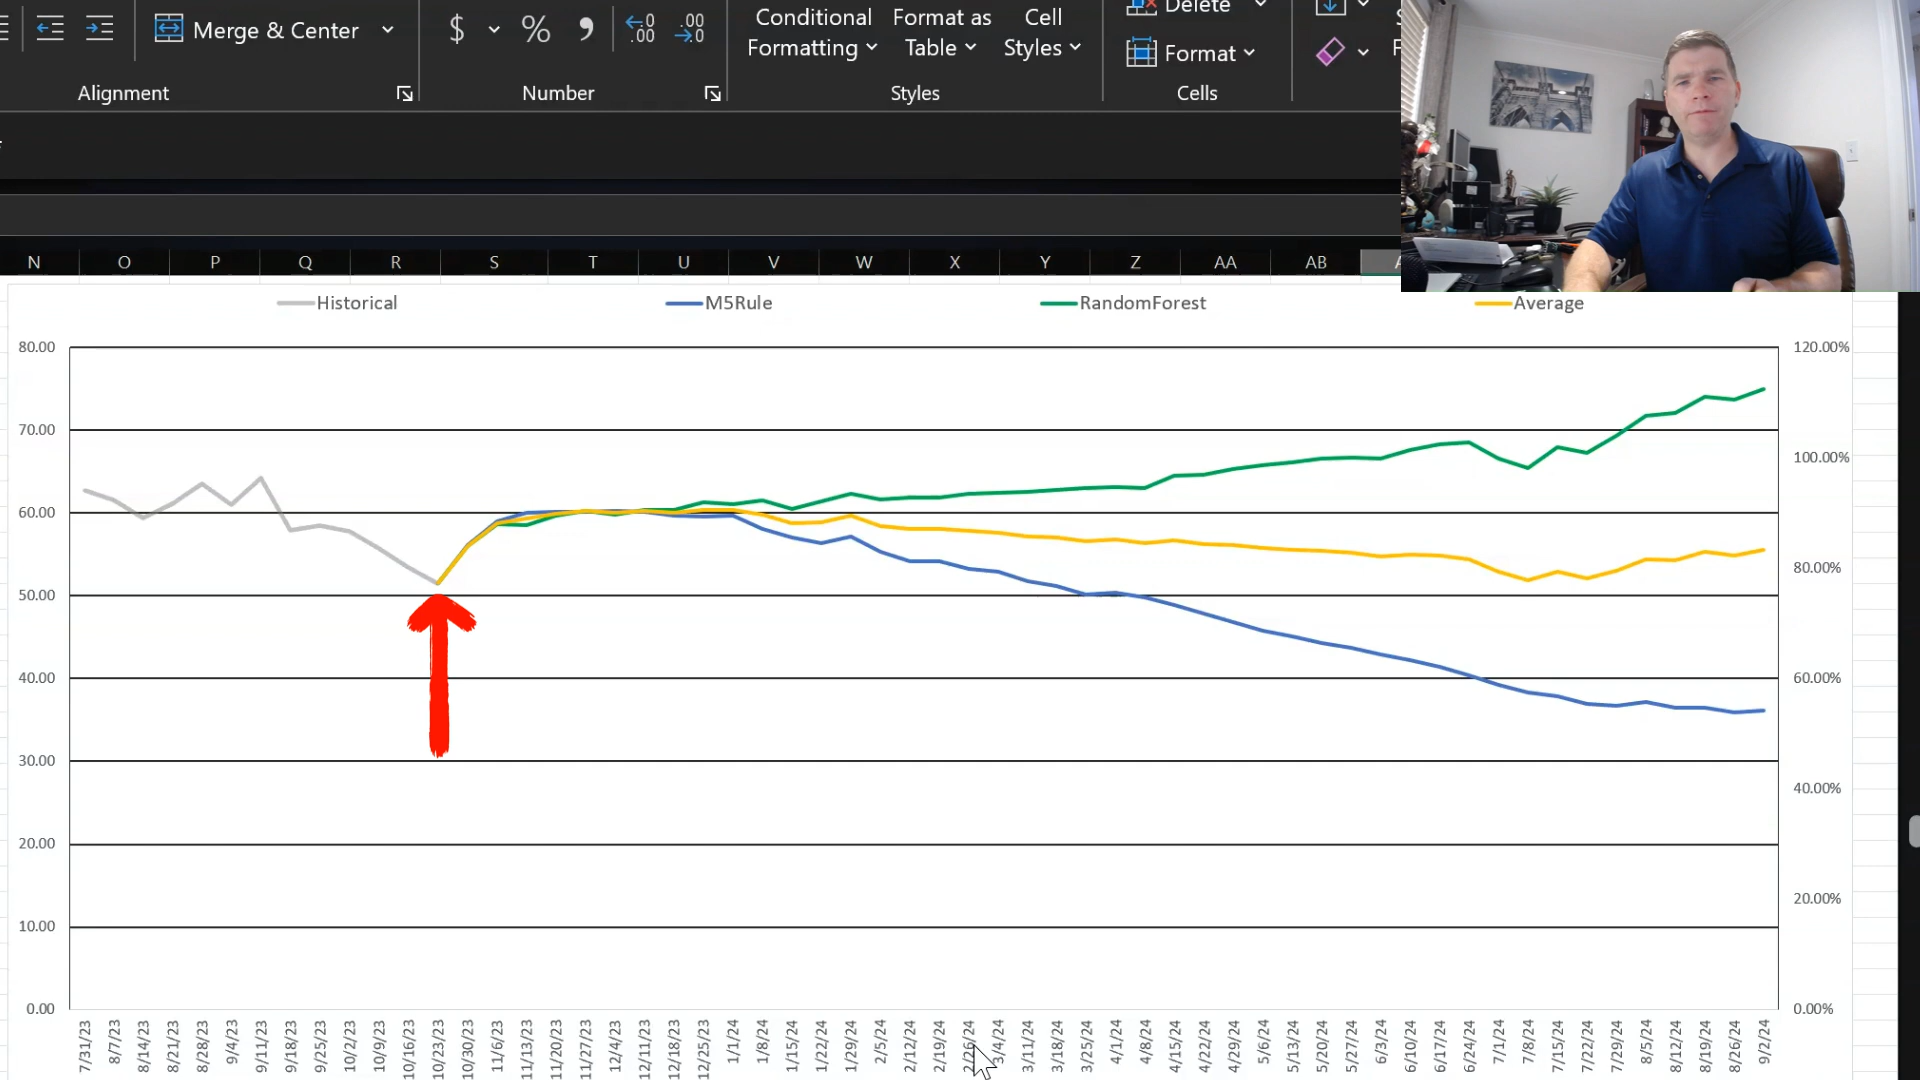 Merge & Center
$ % ,
Conditional
Formatting
Format as
Table
Cell
Styles
Delete
Format
Alignment
Number
Styles
Cells
N O P Q R S T U V W X Y Z AA AB
Historical M5Rule RandomForest Average
80.00 120.00%
70.00
100.00%
60.00
80.00%
50.00
40.00 60.00%
30.00
40.00%
20.00
20.00%
10.00
0.00 0.00%
7/31/23 8/7/23 8/14/23 8/21/23 8/28/23 9/4/23 9/11/23 9/18/23 9/25/23 10/2/23 10/9/23 10/16/23 10/23/23 10/30/23 11/6/23 11/13/23 11/20/23 11/27/23 12/4/23 12/11/23 12/18/23 12/25/23 1/1/24 1/8/24 1/15/24 1/22/24 1/29/24 2/5/24 2/12/24 2/19/24 2/26/24 3/4/24 3/11/24 3/18/24 3/25/24 4/1/24 4/8/24 4/15/24 4/22/24 4/29/24 5/6/24 5/13/24 5/20/24 5/27/24 6/3/24 6/10/24 6/17/24 6/24/24 7/1/24 7/8/24 7/15/24 7/22/24 7/29/24 8/5/24 8/12/24 8/19/24 8/26/24 9/2/24